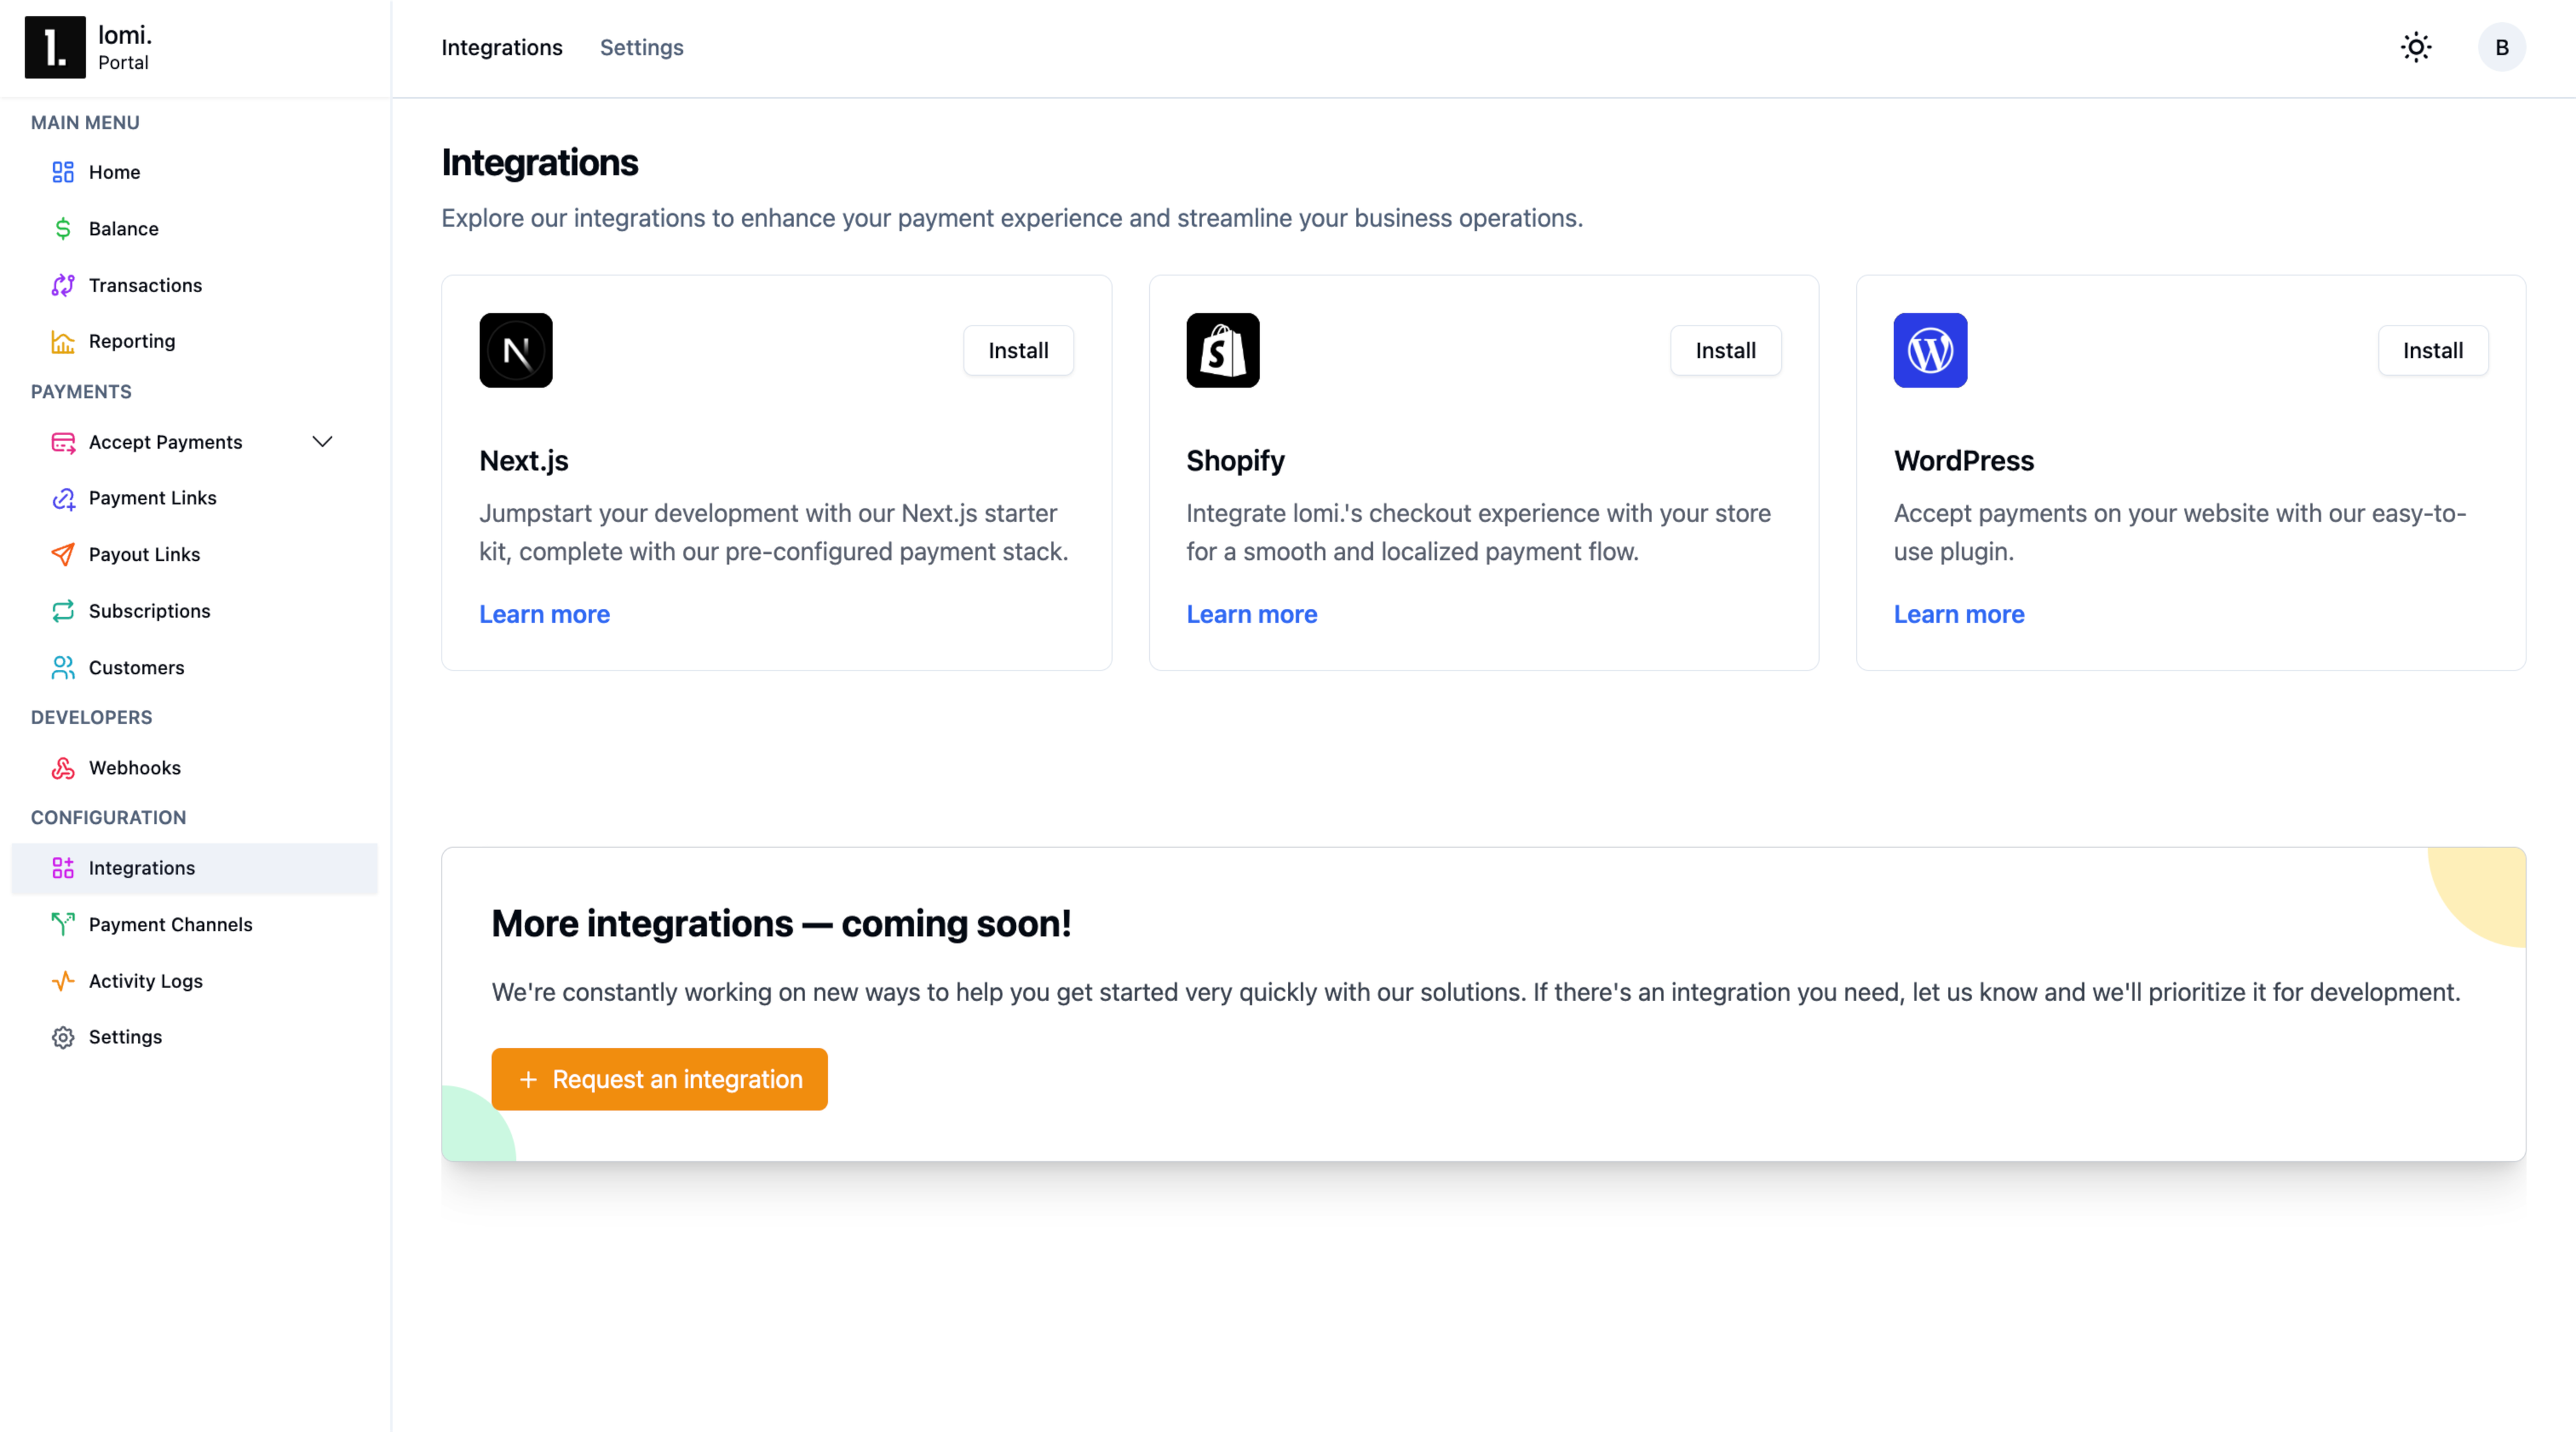 1.
lomi.
Portal
Integrations
Settings
B
MAIN MENU
Home
Balance
Transactions
Reporting
PAYMENTS
Accept Payments
Payment Links
Payout Links
Subscriptions
Customers
DEVELOPERS
Webhooks
CONFIGURATION
Integrations
Payment Channels
Activity Logs
Settings
Integrations
Explore our integrations to enhance your payment experience and streamline your business operations.
N
Install
Next.js
Jumpstart your development with our Next.js starter
kit, complete with our pre-configured payment stack.
Learn more
S
Install
Shopify
Integrate lomi.'s checkout experience with your store
for a smooth and localized payment flow.
Learn more
W
Install
WordPress
Accept payments on your website with our easy-to-
use plugin.
Learn more
More integrations — coming soon!
We're constantly working on new ways to help you get started very quickly with our solutions. If there's an integration you need, let us know and we'll prioritize it for development.
+ Request an integration